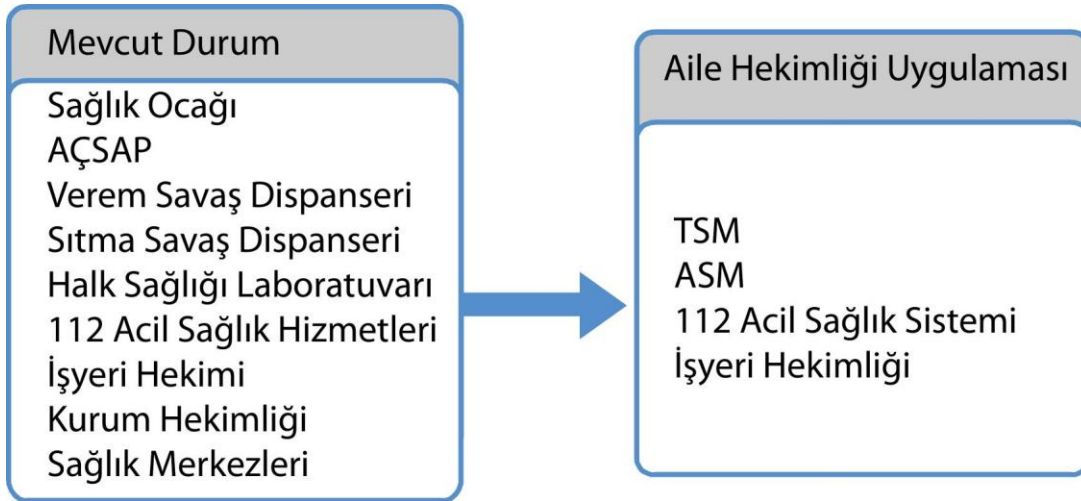 Mevcut Durum
Sağlık Ocağı
AÇSAP
Verem Savaş Dispanseri
Sıtma Savaş Dispanseri
Halk Sağlığı Laboratuvarı
112 Acil Sağlık Hizmetleri
İşyeri Hekimi
Kurum Hekimliği
Sağlık Merkezleri
Aile Hekimliği Uygulaması
TSM
ASM
112 Acil Sağlık Sistemi
İşyeri Hekimliği